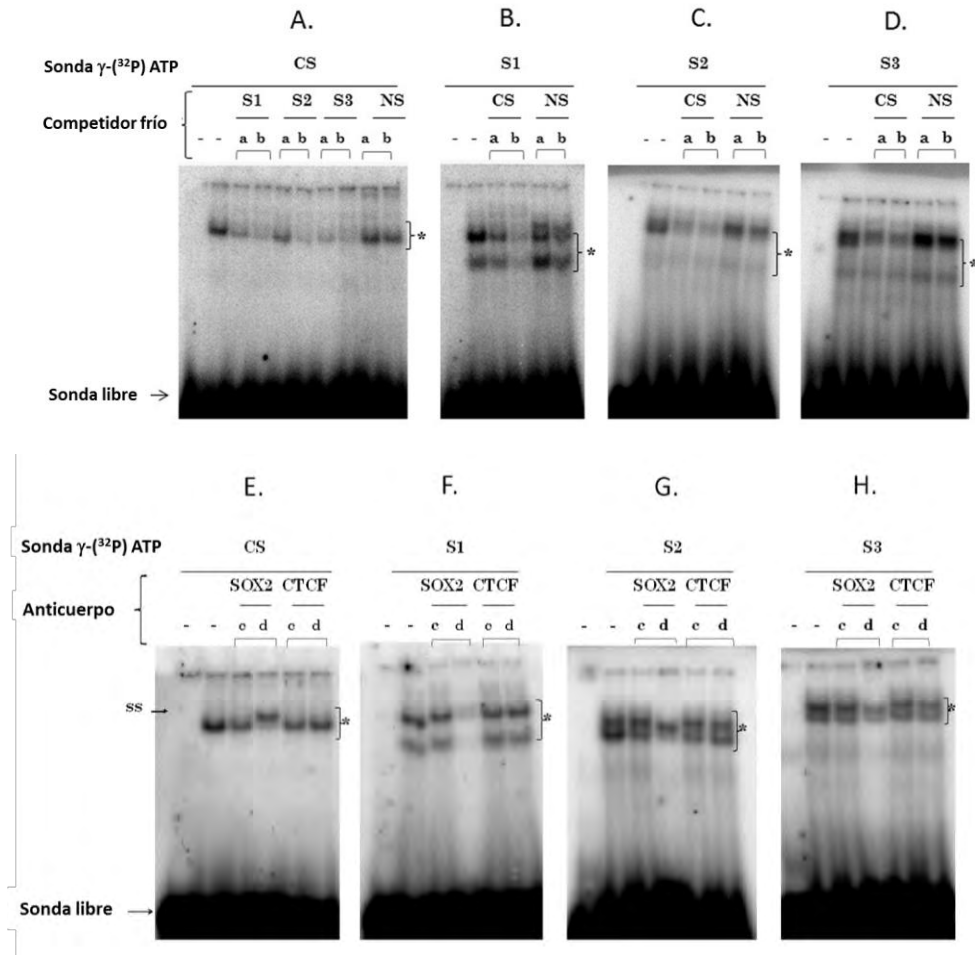 A. B. C. D.
Sonda γ-(³²P) ATP CS S1 S2 S3
S1 S2 S3 NS CS NS CS NS CS NS
Competidor frío
- - a b a b a b a b - - a b a b - - a b a b - - a b a b
* * * *
Sonda libre →
E. F. G. H.
Sonda γ-(³²P) ATP CS S1 S2 S3
SOX2 CTCF SOX2 CTCF SOX2 CTCF SOX2 CTCF
Anticuerpo
- - c d c d - - c d c d - - c d c d - - c d c d
SS → * * * *
Sonda libre →